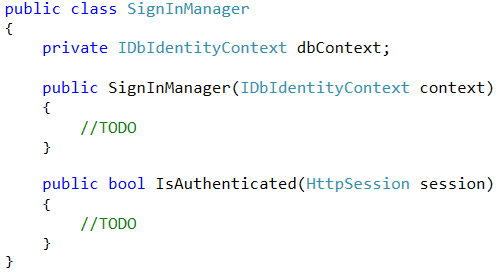 public class SignInManager
{
    private IDbIdentityContext dbContext;

    public SignInManager(IDbIdentityContext context)
    {
        //TODO
    }

    public bool IsAuthenticated(HttpSession session)
    {
        //TODO
    }
}